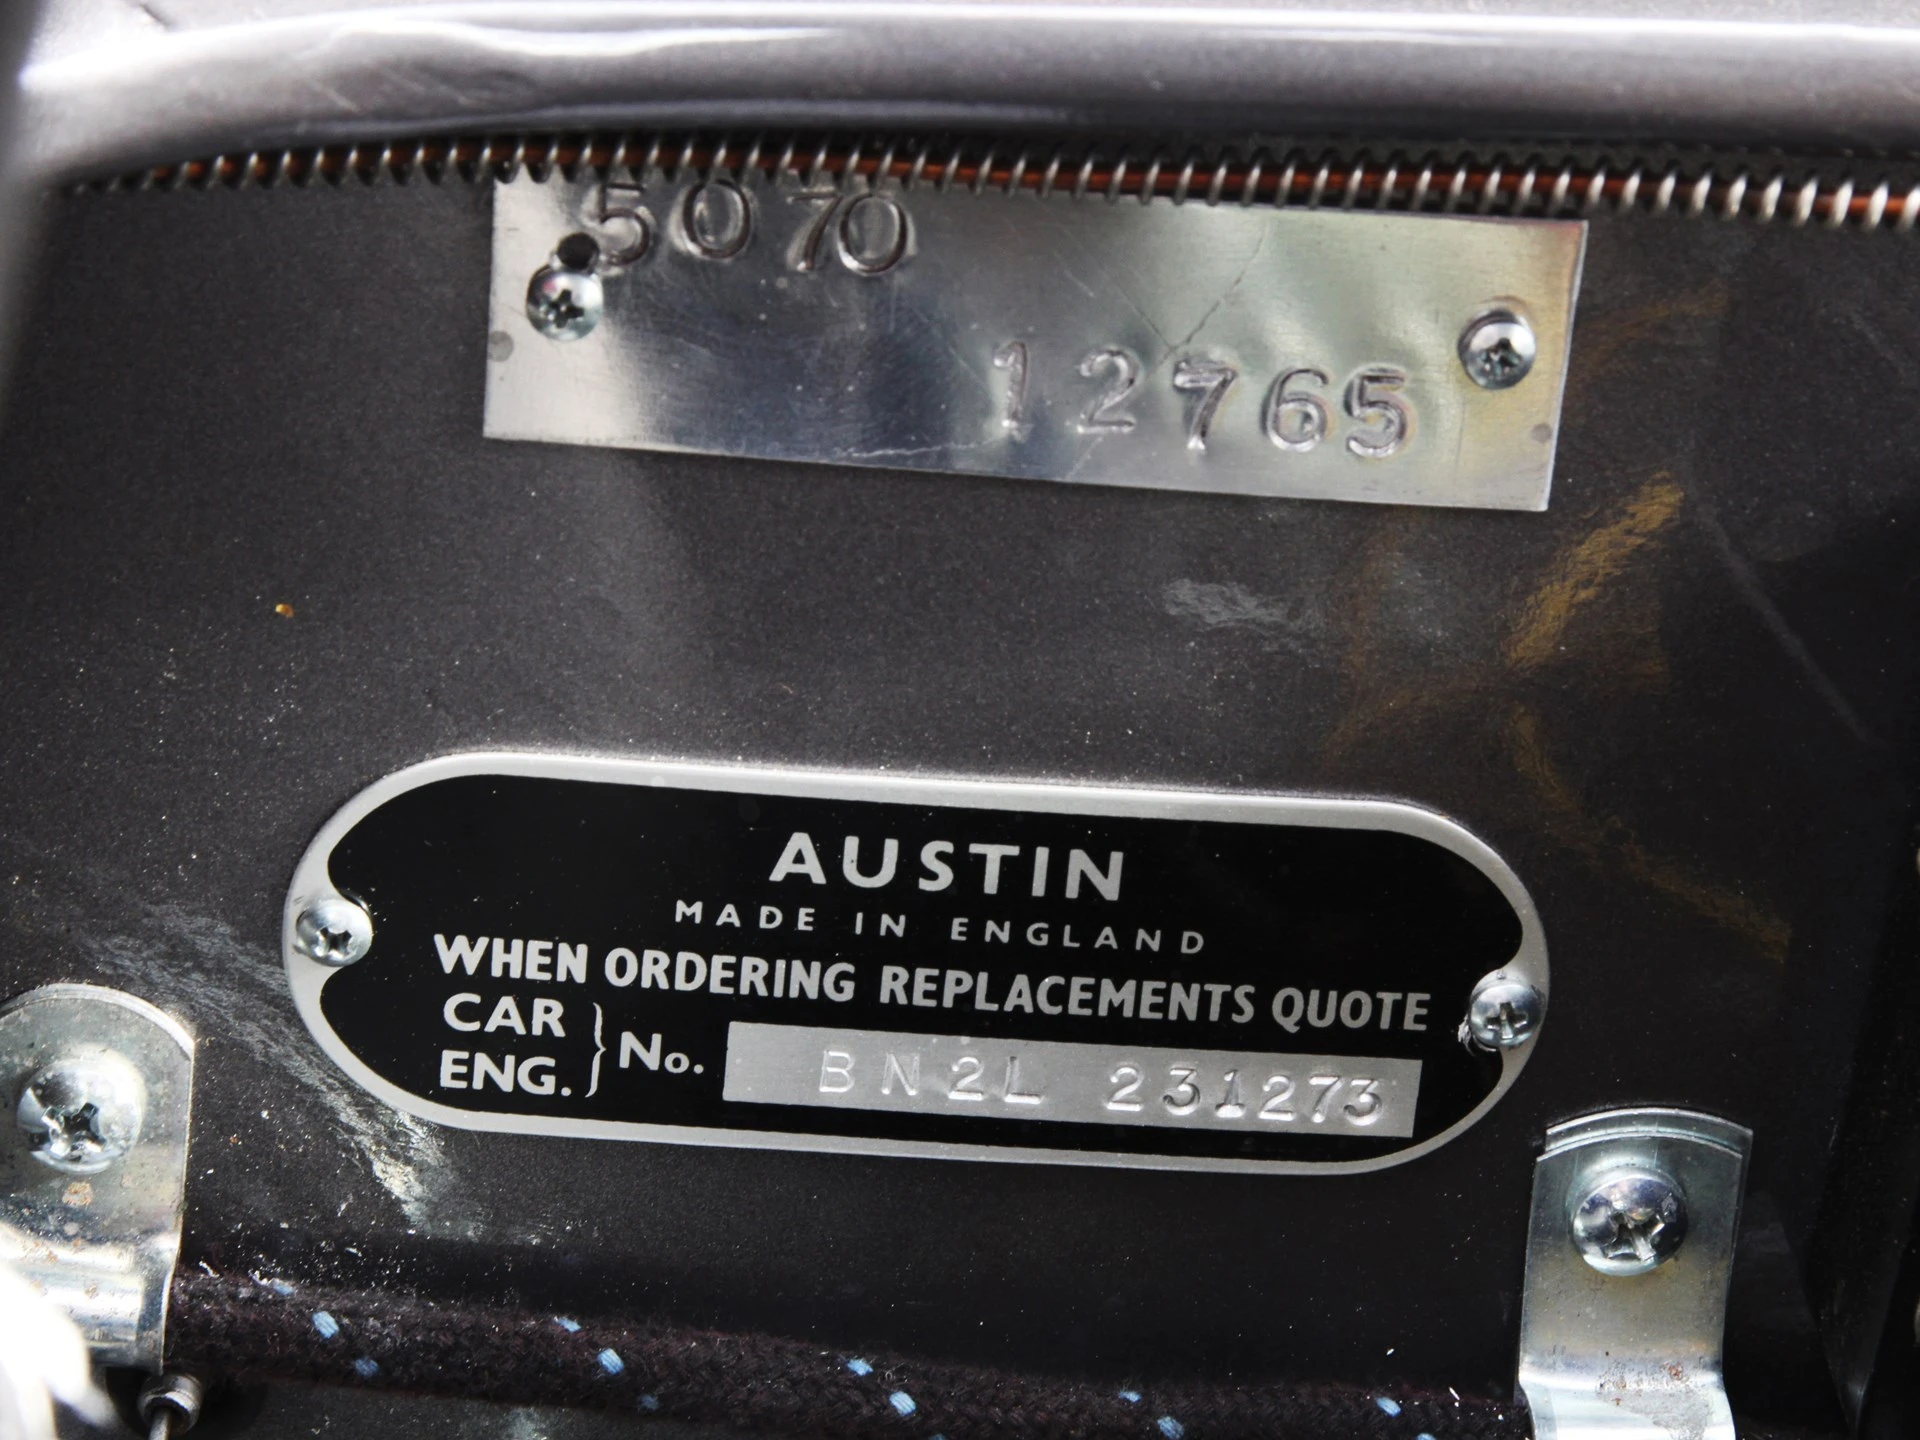 5070
12765
AUSTIN
MADE IN ENGLAND
WHEN ORDERING REPLACEMENTS QUOTE
CAR
ENG. } No. BN2L 231273